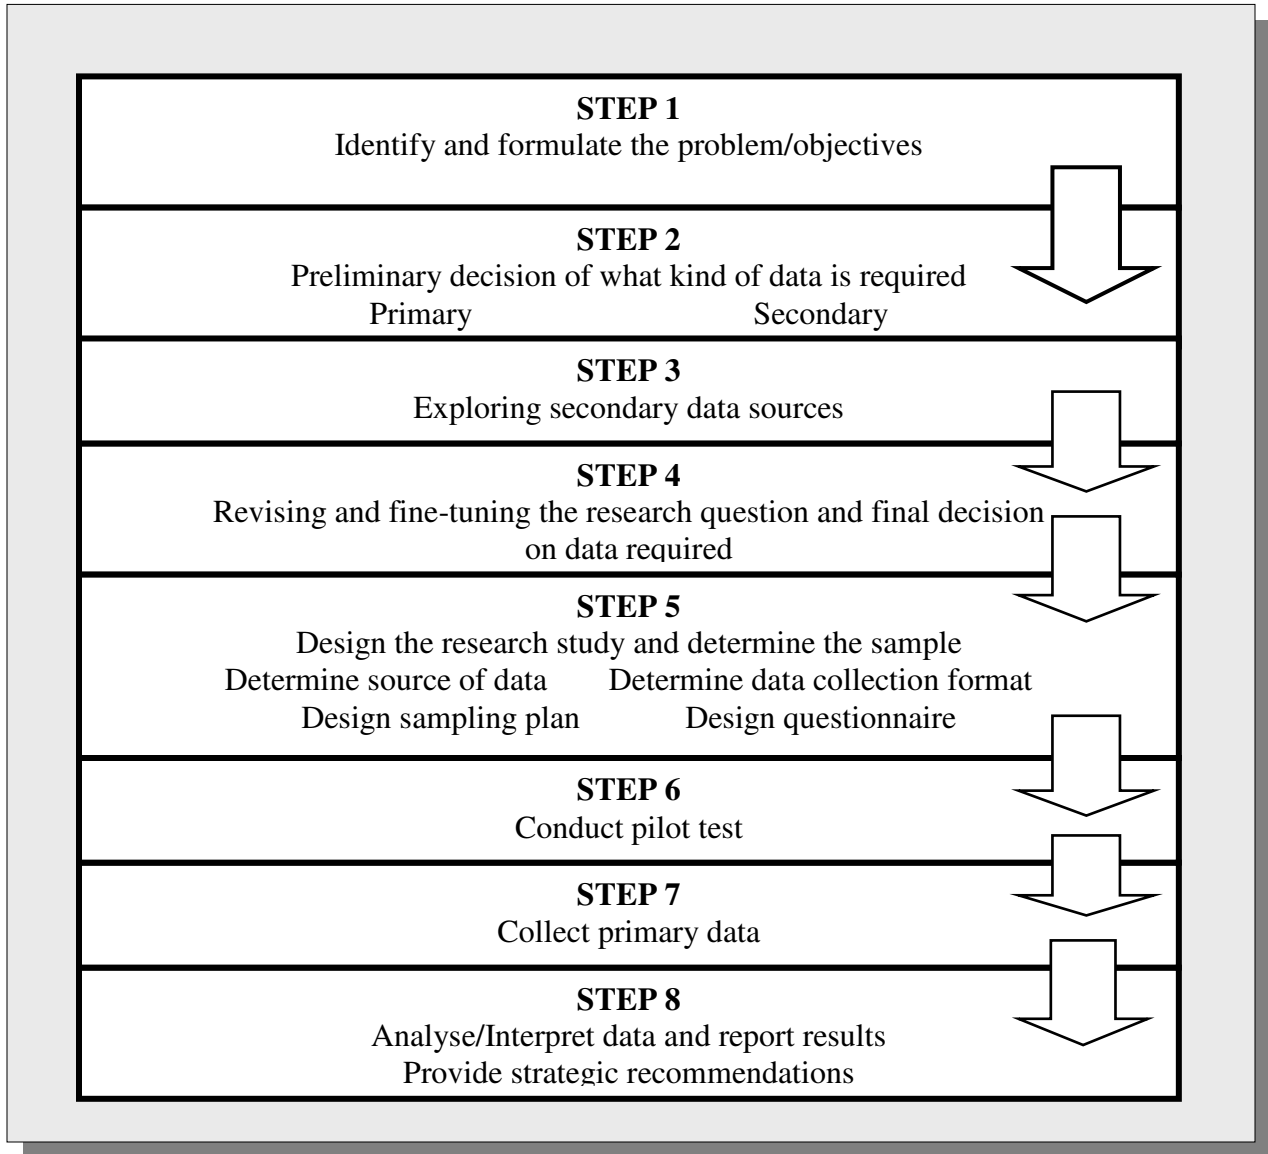 STEP 1
Identify and formulate the problem/objectives
STEP 2
Preliminary decision of what kind of data is required
Primary Secondary
STEP 3
Exploring secondary data sources
STEP 4
Revising and fine-tuning the research question and final decision
on data required
STEP 5
Design the research study and determine the sample
Determine source of data Determine data collection format
Design sampling plan Design questionnaire
STEP 6
Conduct pilot test
STEP 7
Collect primary data
STEP 8
Analyse/Interpret data and report results
Provide strategic recommendations